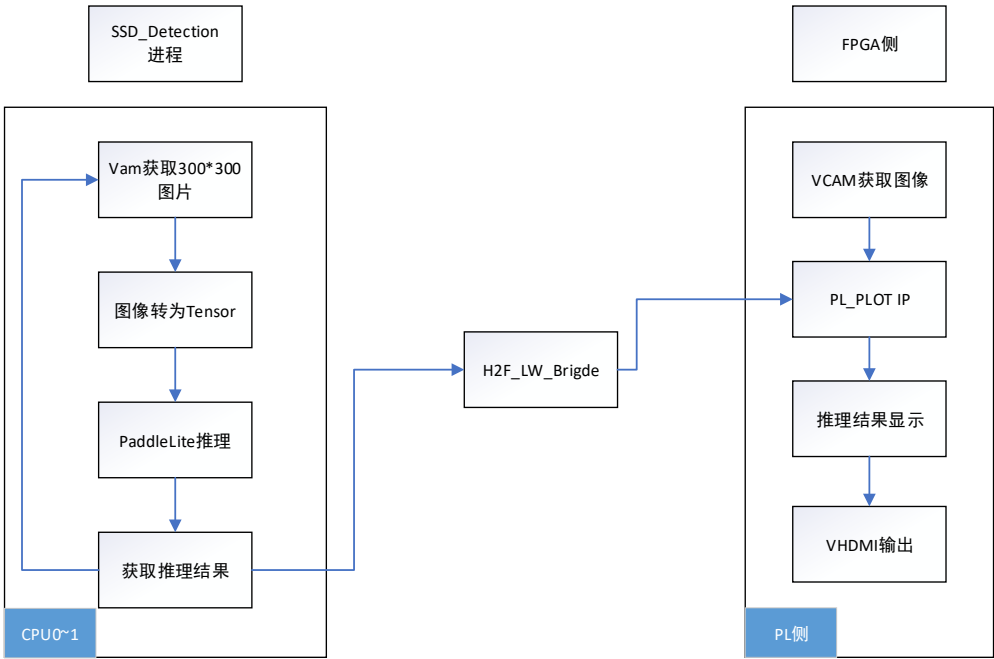 SSD_Detection
进程
Vam获取300*300
图片
图像转为Tensor
PaddleLite推理
获取推理结果
CPU0~1
H2F_LW_Brigde
FPGA侧
VCAM获取图像
PL_PLOT IP
推理结果显示
VHDMI输出
PL侧